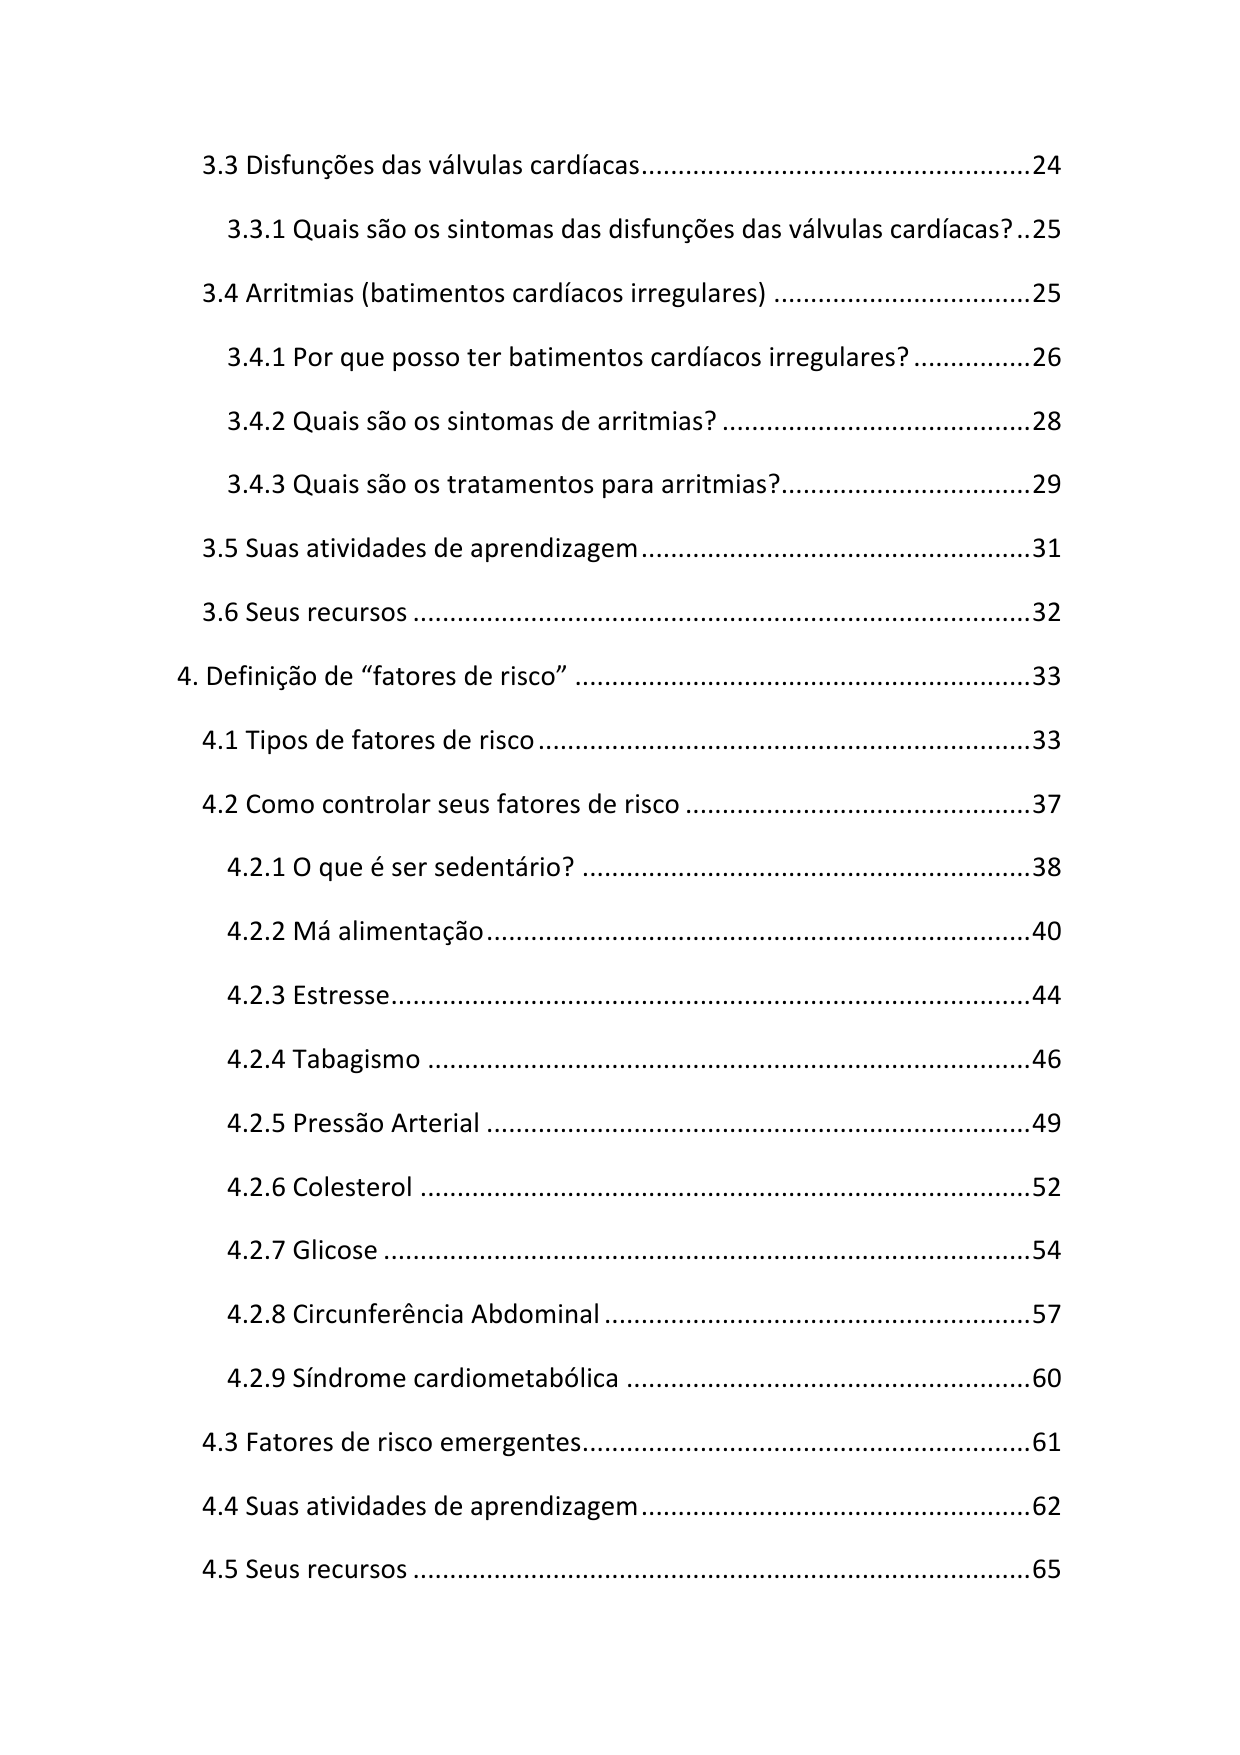 3.3 Disfunções das válvulas cardíacas....................................................24
3.3.1 Quais são os sintomas das disfunções das válvulas cardíacas?..25
3.4 Arritmias (batimentos cardíacos irregulares) ..................................25
3.4.1 Por que posso ter batimentos cardíacos irregulares?................26
3.4.2 Quais são os sintomas de arritmias? .........................................28
3.4.3 Quais são os tratamentos para arritmias?.................................29
3.5 Suas atividades de aprendizagem....................................................31
3.6 Seus recursos ..................................................................................32
4. Definição de “fatores de risco” .............................................................33
4.1 Tipos de fatores de risco..................................................................33
4.2 Como controlar seus fatores de risco ..............................................37
4.2.1 O que é ser sedentário? ............................................................38
4.2.2 Má alimentação.........................................................................40
4.2.3 Estresse......................................................................................44
4.2.4 Tabagismo .................................................................................46
4.2.5 Pressão Arterial .........................................................................49
4.2.6 Colesterol ..................................................................................52
4.2.7 Glicose .......................................................................................54
4.2.8 Circunferência Abdominal.........................................................57
4.2.9 Síndrome cardiometabólica ......................................................60
4.3 Fatores de risco emergentes............................................................61
4.4 Suas atividades de aprendizagem....................................................62
4.5 Seus recursos ..................................................................................65